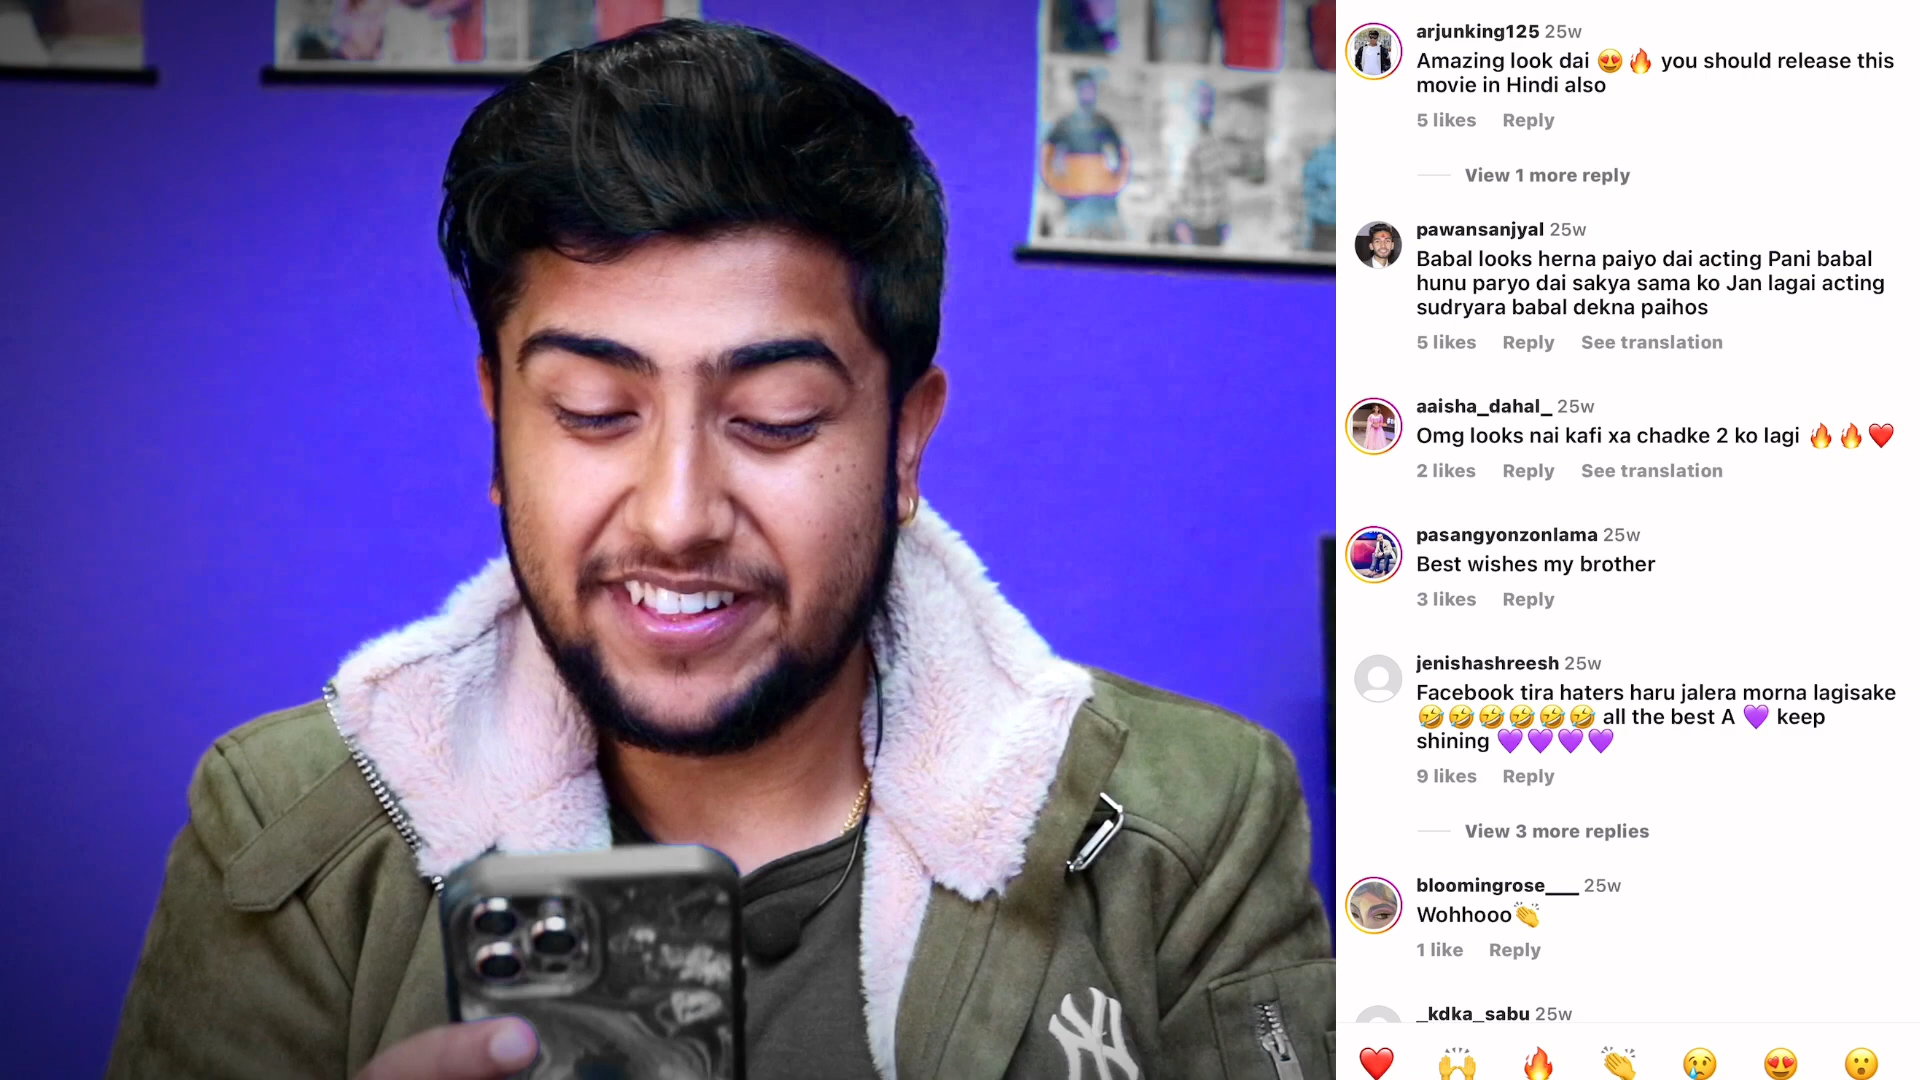 arjunking125 25w
Amazing look dai 😍🔥 you should release this
movie in Hindi also
5 likes Reply
View 1 more reply
pawansanjyal 25w
Babal looks herna paiyo dai acting Pani babal
hunu paryo dai sakya sama ko Jan lagai acting
sudryara babal dekna paihos
5 likes Reply See translation
aaisha_dahal_ 25w
Omg looks nai kafi xa chadke 2 ko lagi 🔥🔥❤️
2 likes Reply See translation
pasangyonzonlama 25w
Best wishes my brother
3 likes Reply
jenishashreesh 25w
Facebook tira haters haru jalera morna lagisake
🤣🤣🤣🤣🤣🤣 all the best A 💜 keep
shining 💜💜💜💜
9 likes Reply
View 3 more replies
bloomingrose___ 25w
Wohhooo👏
1 like Reply
_kdka_sabu 25w
NY